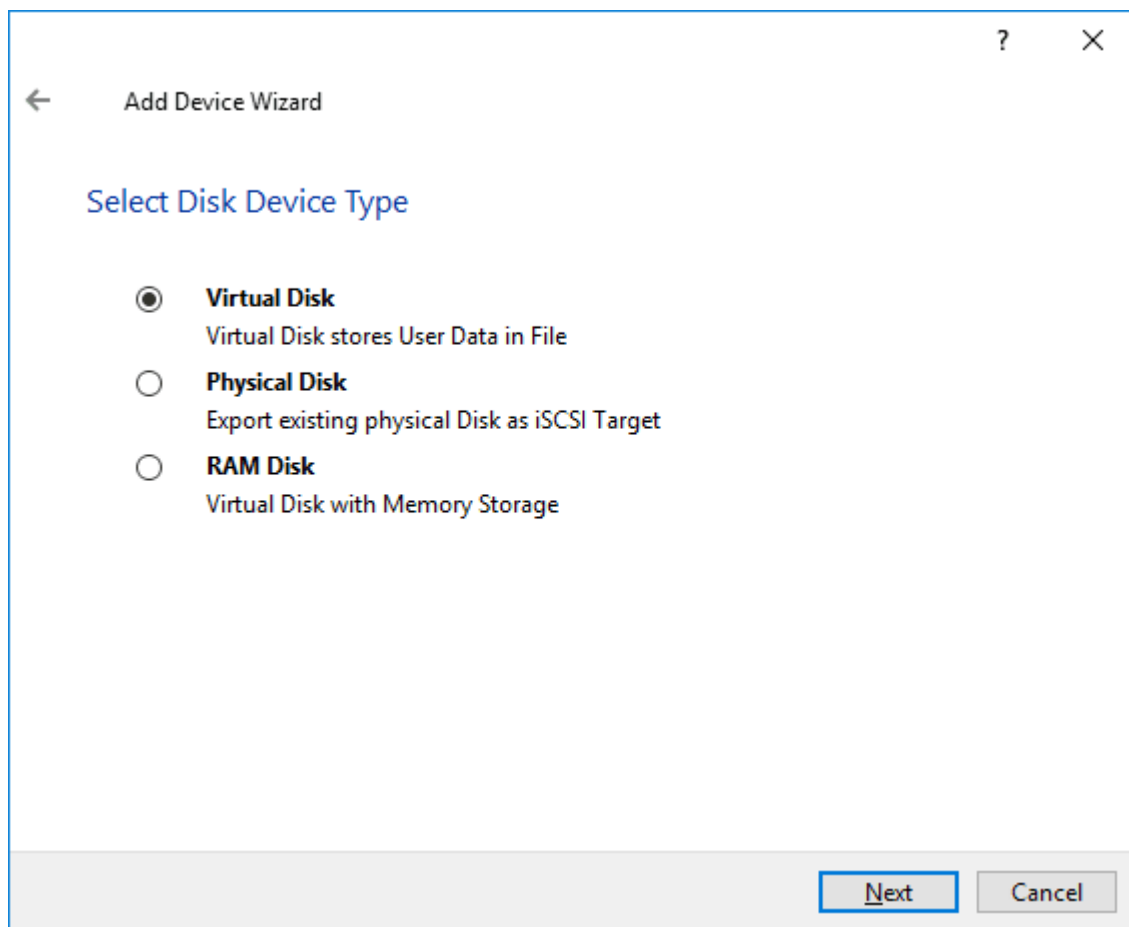 ?
Add Device Wizard
Select Disk Device Type
Virtual Disk
Virtual Disk stores User Data in File
Physical Disk
Export existing physical Disk as iSCSI Target
RAM Disk
Virtual Disk with Memory Storage
Next Cancel